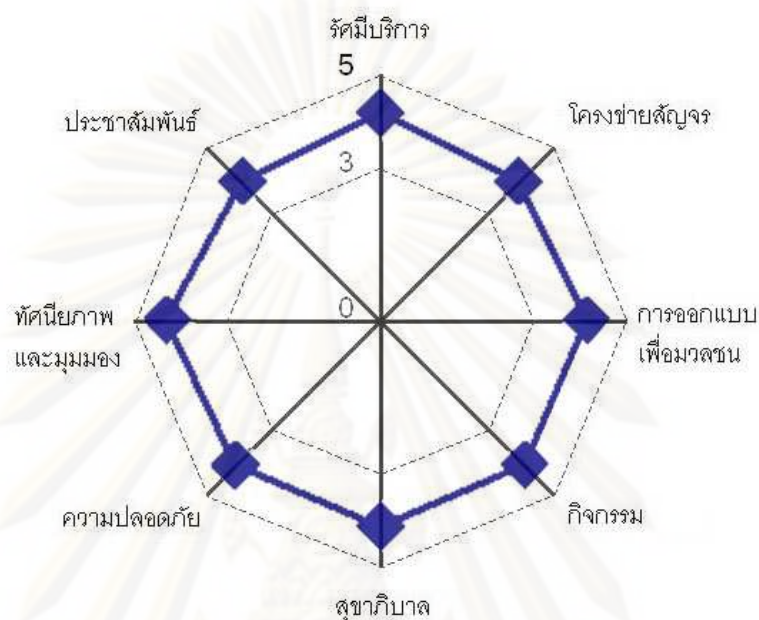 รัศมีบริการ
5
ประชาสัมพันธ์
โครงข่ายสัญจร
3
0
ทัศนียภาพ
และมุมมอง
การออกแบบ
เพื่อมวลชน
ความปลอดภัย
กิจกรรม
สุขาภิบาล